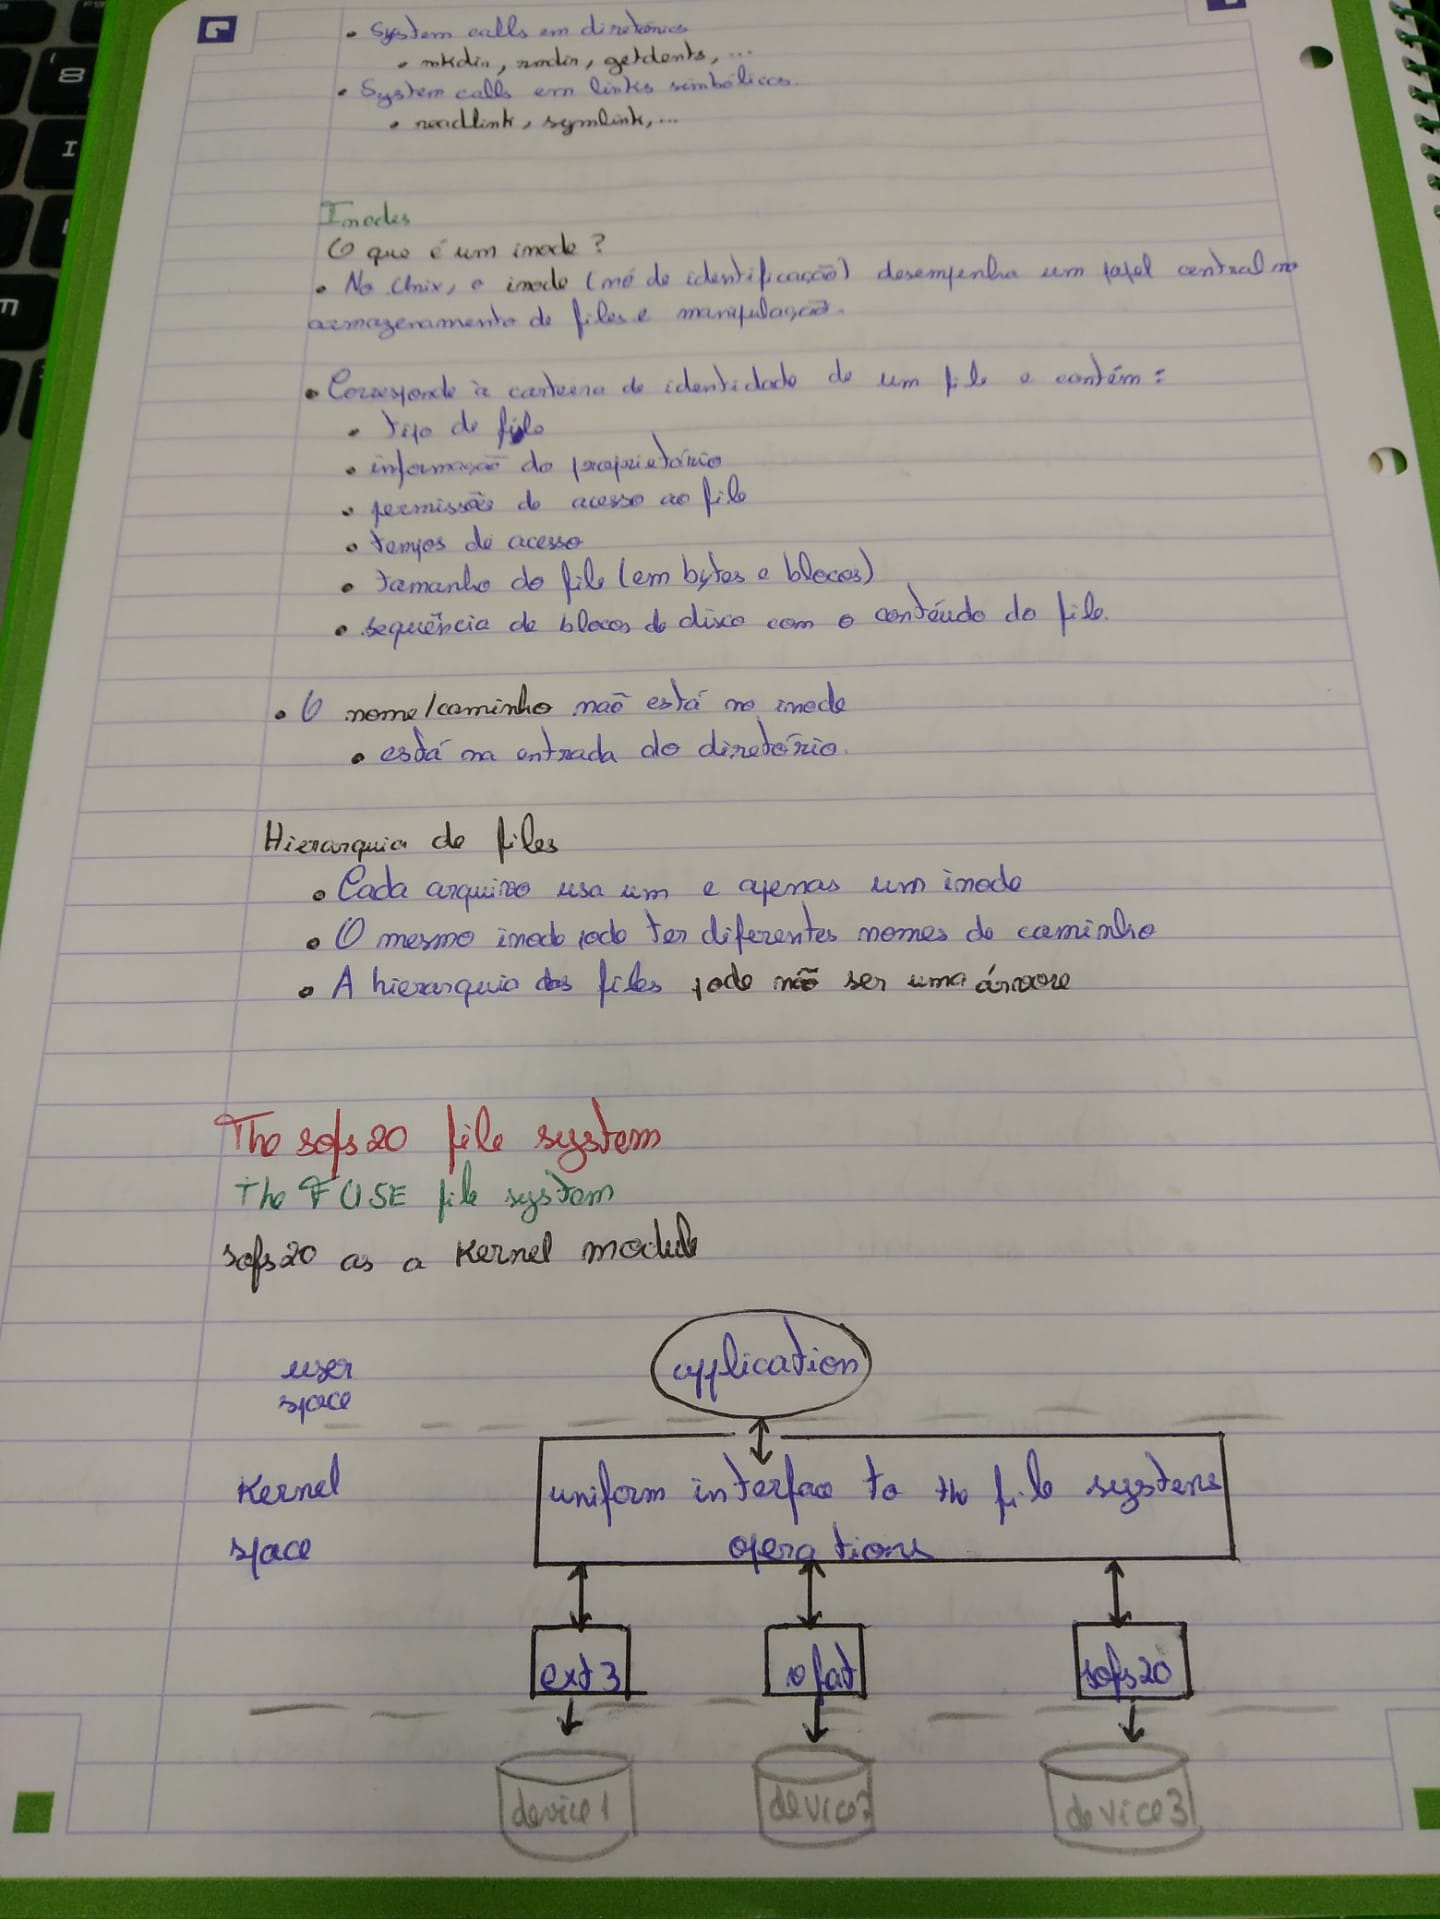 • System calls em diretórios
• mkdir, rmdir, getdents, ...
• System calls em links simbólicos.
• readlink, symlink, ...
Inodes
O que é um inode?
• No Unix, o inode (nó de identificação) desempenha um papel central no
armazenamento de files e manipulação.
• Corresponde à carteira de identidade de um file e contém:
• tipo de file
• informação do proprietário
• permissão de acesso ao file
• tempos de acesso
• tamanho do file (em bytes e blocos)
• sequência de blocos de disco com o contéudo do file.
• O nome/caminho não está no inode
• está na entrada do diretório.
Hierarquia de files
• Cada arquivo usa um e apenas um inode
• O mesmo inode pode ter diferentes nomes de caminho
• A hierarquia dos files pode não ser uma árvore
The sofs20 file system
The FUSE file system
sofs20 as a Kernel module
user
space
application
Kernel
space
uniform interface to the file systems
operations
ext3
sofs20
device1
device2
device3
8
I